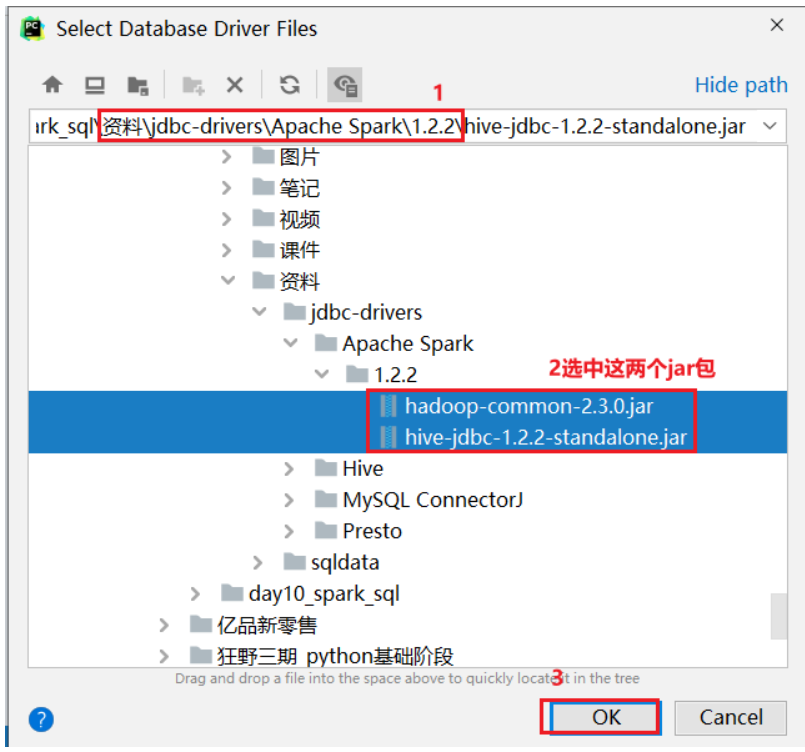 Select Database Driver Files
1
Hide path
ark_sql\资料\jdbc-drivers\Apache Spark\1.2.2\hive-jdbc-1.2.2-standalone.jar
图片
笔记
视频
课件
资料
jdbc-drivers
Apache Spark
1.2.2
2选中这两个jar包
hadoop-common-2.3.0.jar
hive-jdbc-1.2.2-standalone.jar
Hive
MySQL ConnectorJ
Presto
sqldata
day10_spark_sql
亿品新零售
狂野三期 python基础阶段
Drag and drop a file into the space above to quickly locate it in the tree
3
? OK Cancel